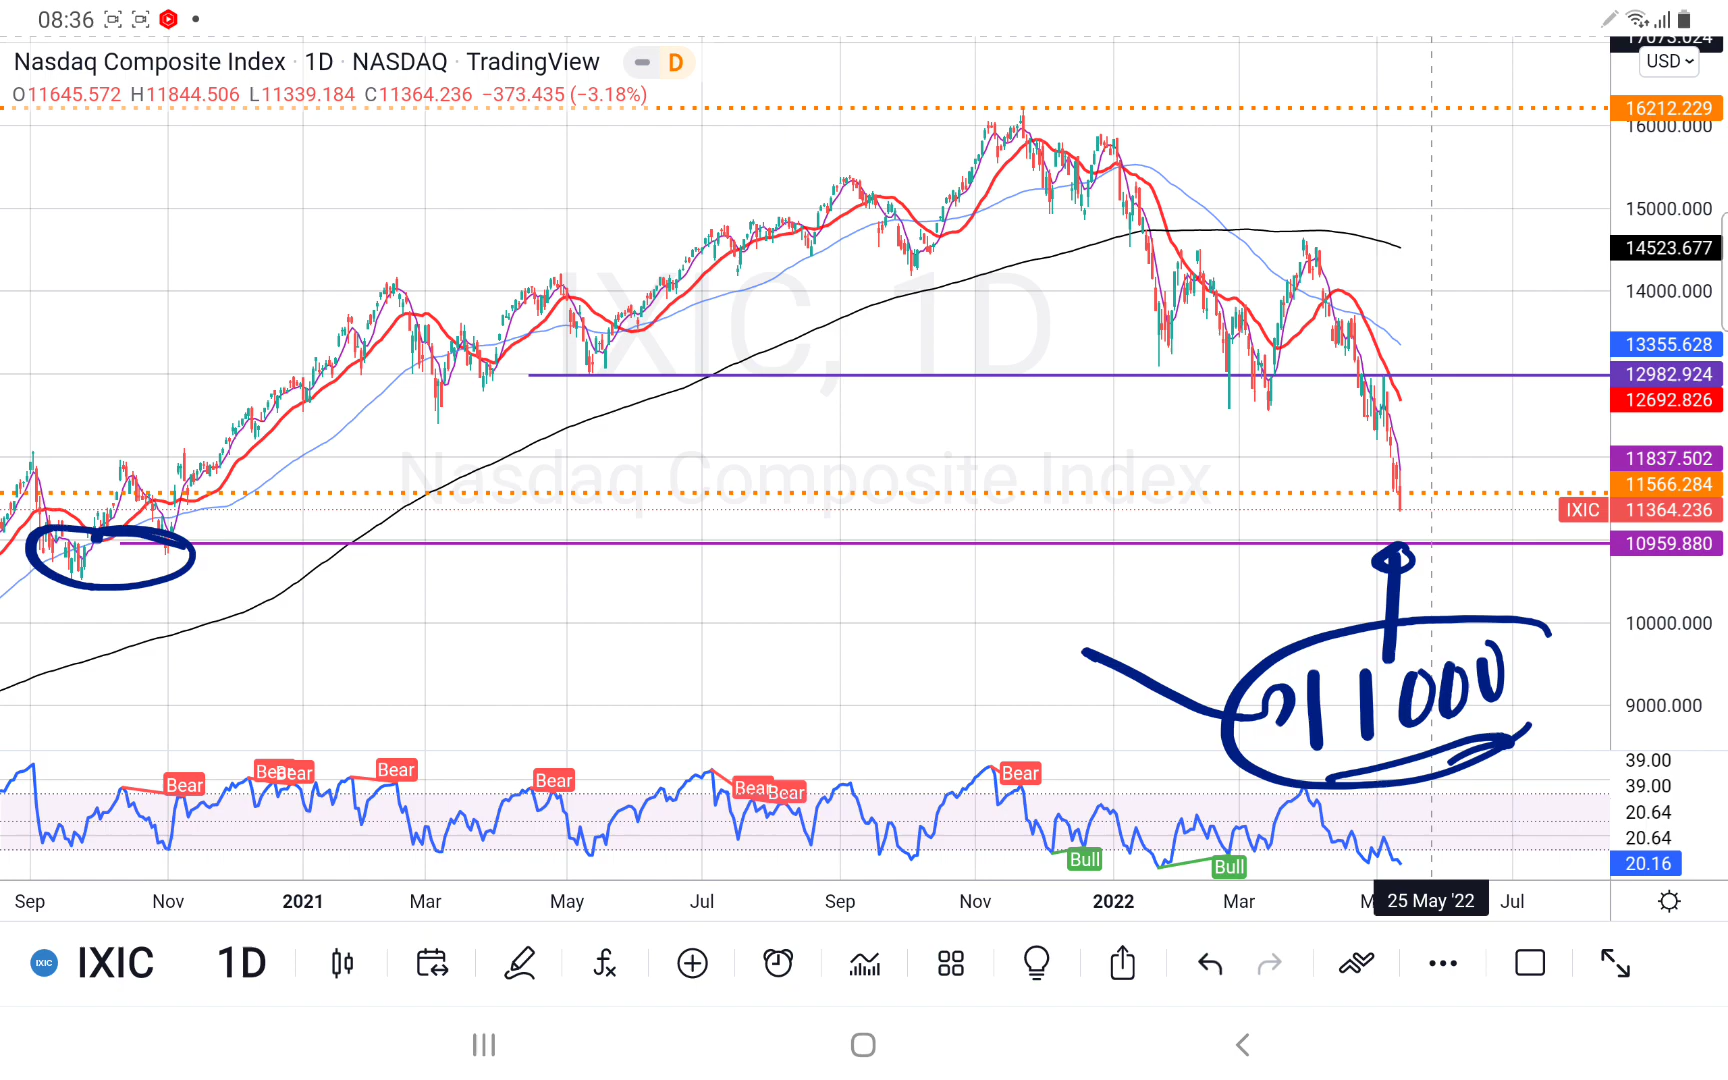 08:36
17073.024
Nasdaq Composite Index · 1D · NASDAQ · TradingView D
USD
O11645.572 H11844.506 L11339.184 C11364.236 −373.435 (−3.18%)
16212.229
16000.000
15000.000
14523.677
14000.000
13355.628
12982.924
12692.826
11837.502
11566.284
IXIC 11364.236
10959.880
10000.000
9000.000
IXIC, 1D
Nasdaq Composite Index
11000
39.00
39.00
20.64
20.64
20.16
Bear
Bear
Bear
Bear
Bear
Bear
Bear
Bull
Bull
Sep Nov 2021 Mar May Jul Sep Nov 2022 Mar 25 May '22 Jul
IXIC IXIC 1D